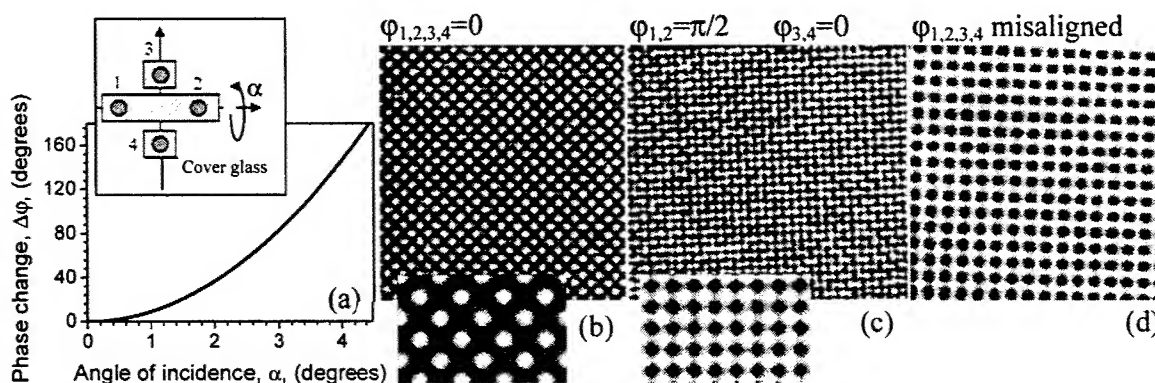 φ1,2,3,4=0
φ1,2=π/2 φ3,4=0
φ1,2,3,4 misaligned
3
1 2 α
4
Cover glass
Phase change, Δφ, (degrees)
160
120
80
40
0
0 1 2 3 4
Angle of incidence, α, (degrees)
(a)
(b)
(c)
(d)